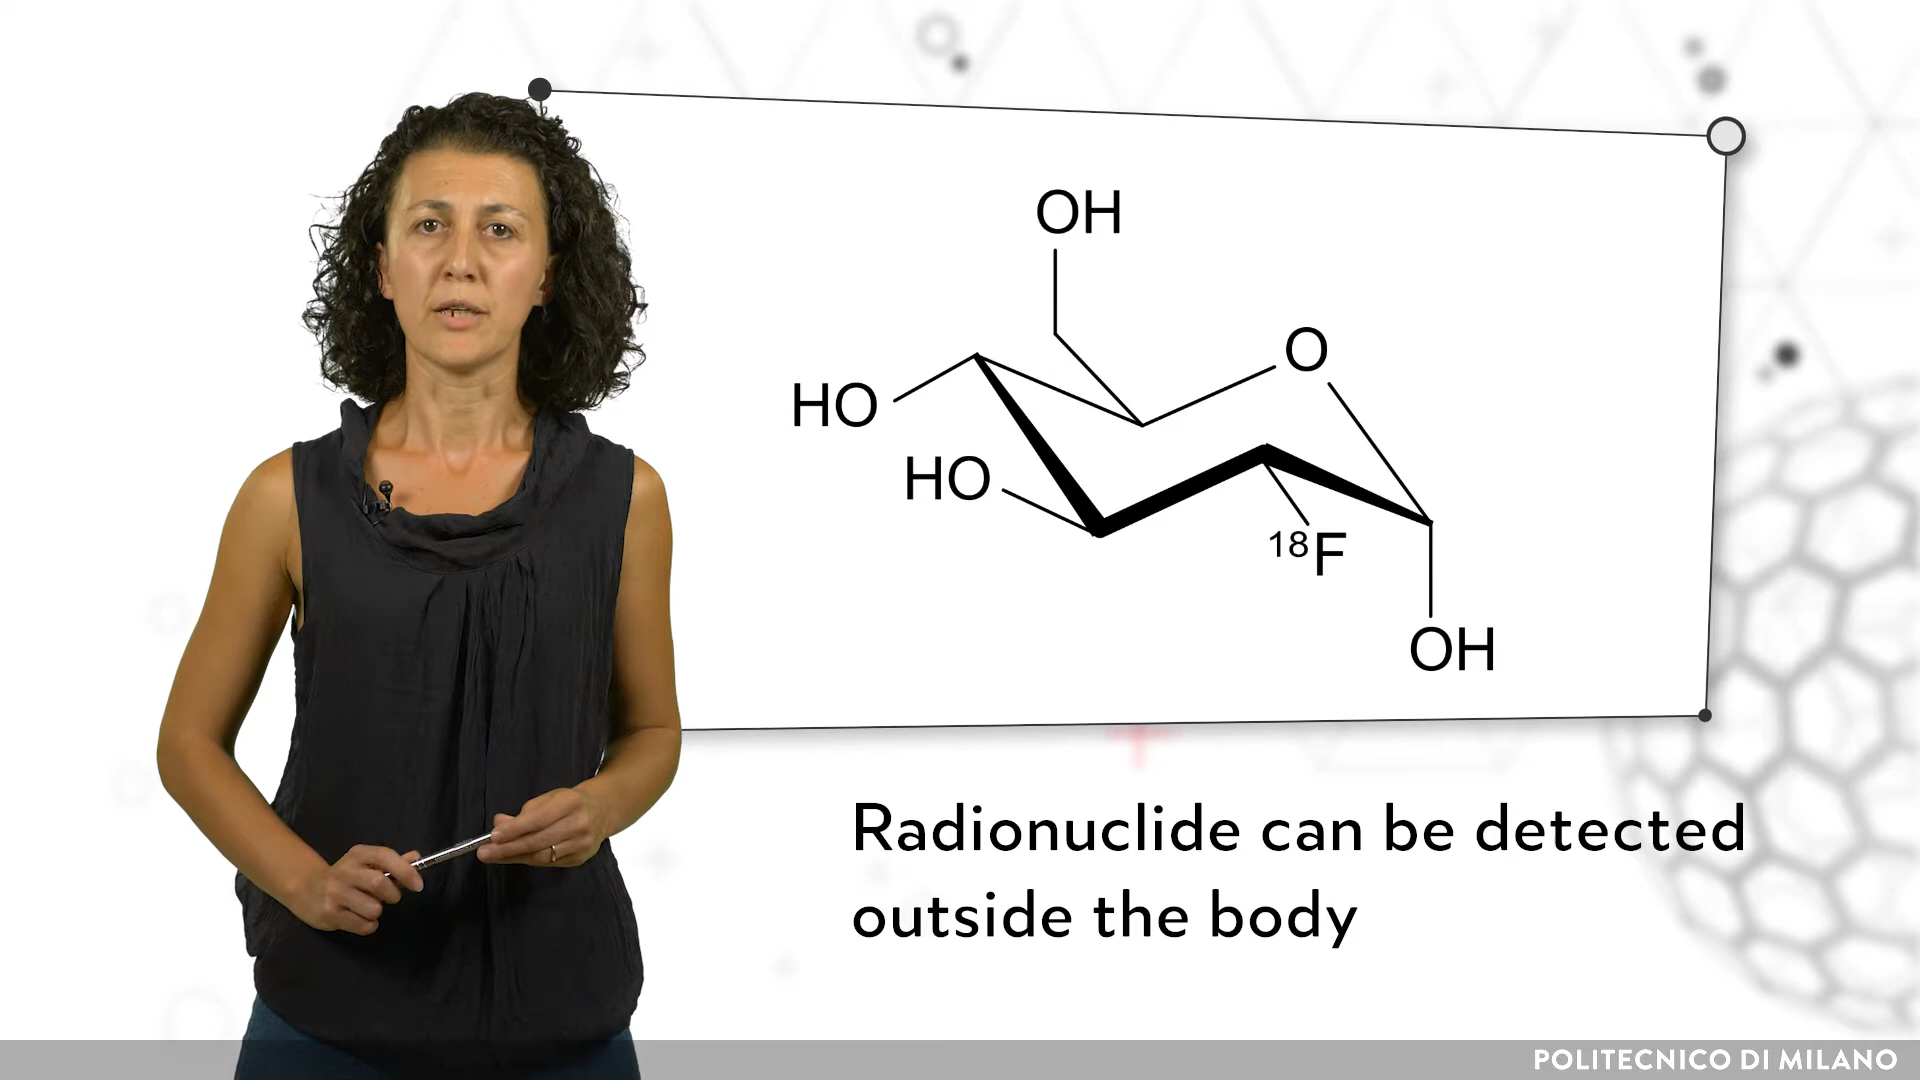 OH
O
HO
HO
18F
OH
Radionuclide can be detected
outside the body
POLITECNICO DI MILANO